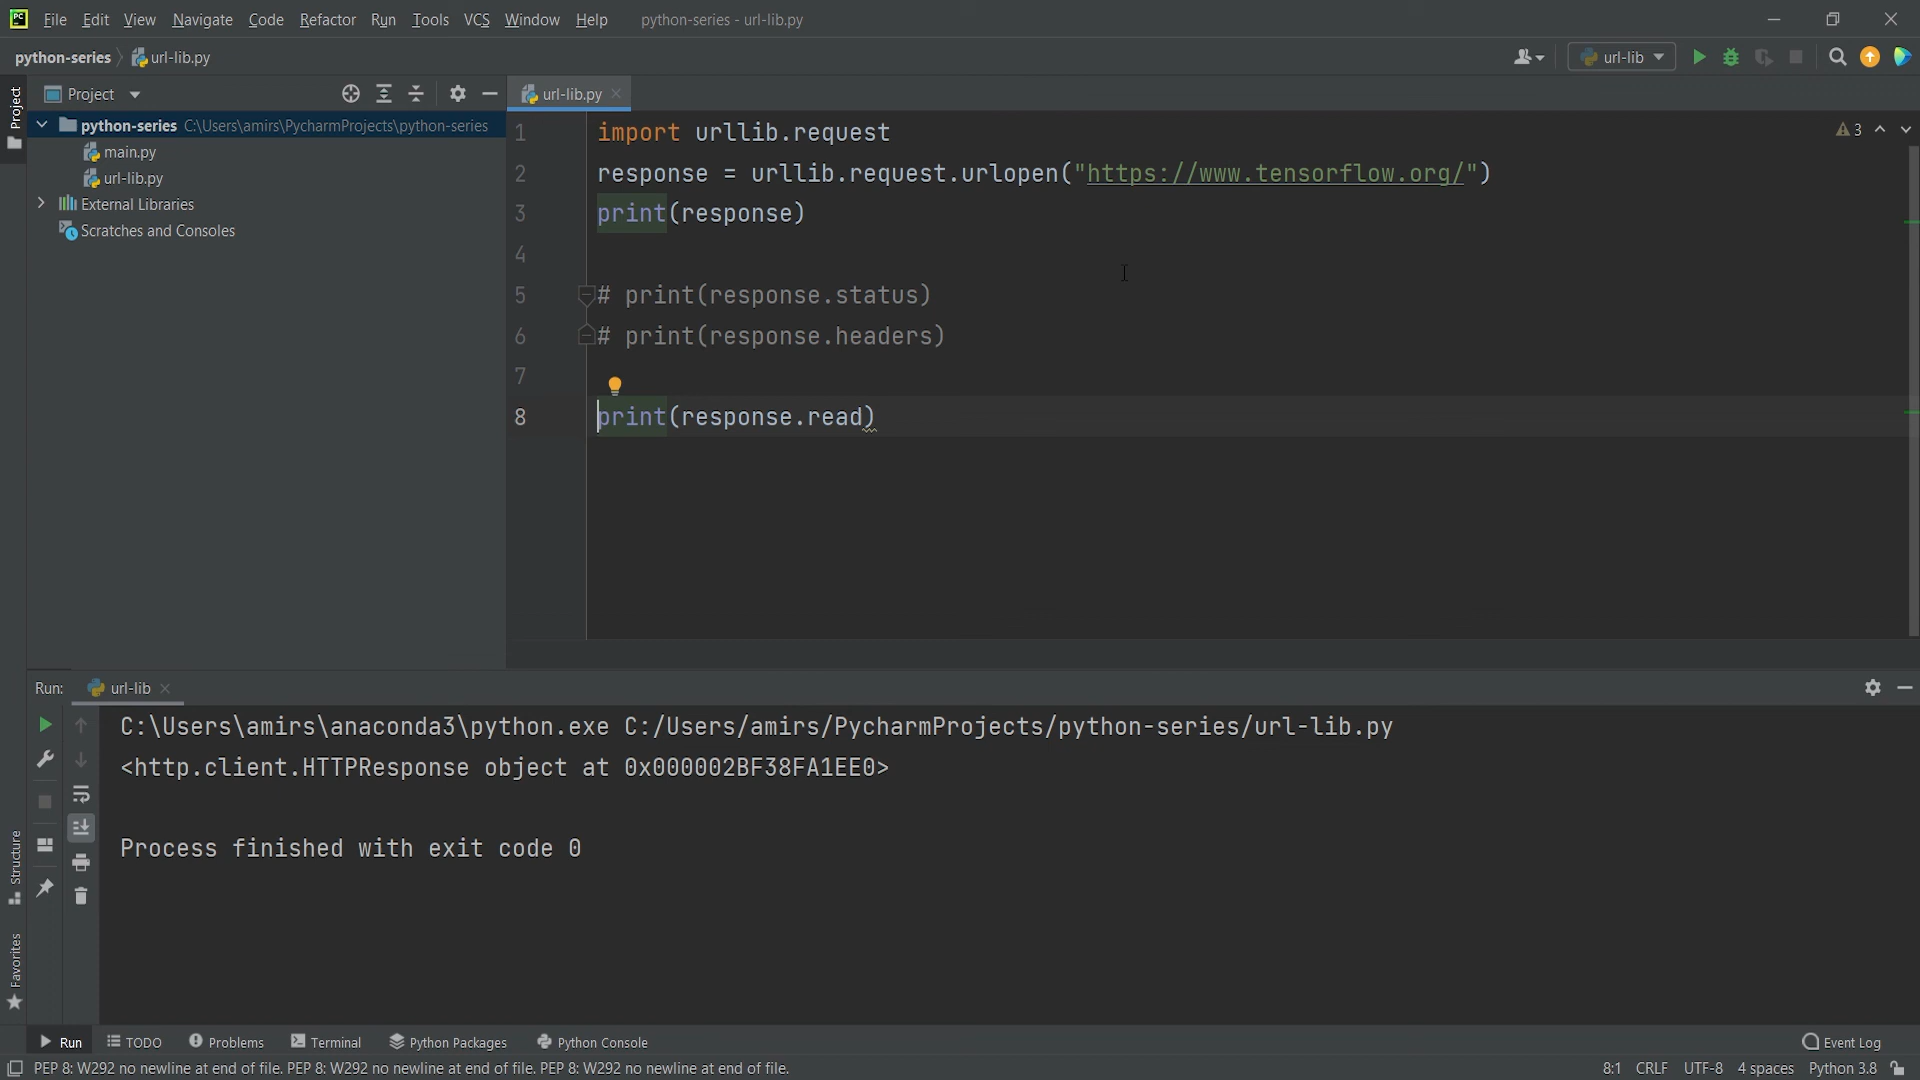 PC File Edit View Navigate Code Refactor Run Tools VCS Window Help python-series - url-lib.py
python-series url-lib.py url-lib
Project
Project url-lib.py
python-series C:\Users\amirs\PycharmProjects\python-series
main.py
url-lib.py
External Libraries
Scratches and Consoles
3
1 import urllib.request
2 response = urllib.request.urlopen("https://www.tensorflow.org/")
3 print(response)
4
5 # print(response.status)
6 # print(response.headers)
7
8 print(response.read)
Run: url-lib
C:\Users\amirs\anaconda3\python.exe C:/Users/amirs/PycharmProjects/python-series/url-lib.py
<http.client.HTTPResponse object at 0x000002BF38FA1EE0>
Process finished with exit code 0
Structure
Favorites
Run TODO Problems Terminal Python Packages Python Console Event Log
PEP 8: W292 no newline at end of file. PEP 8: W292 no newline at end of file. PEP 8: W292 no newline at end of file. 8:1 CRLF UTF-8 4 spaces Python 3.8